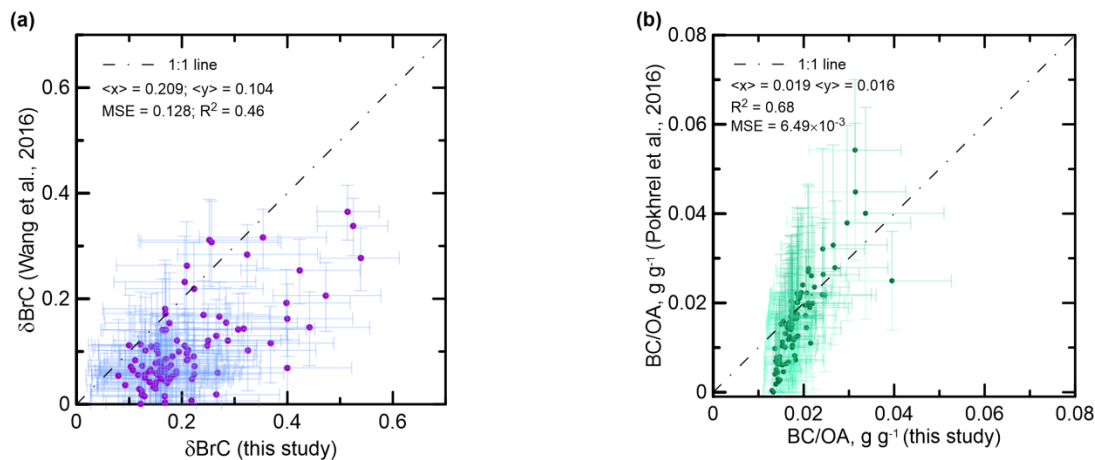 (a)
0.6
0.4
0.2
0
0
0.2
0.4
0.6
δBrC (Wang et al., 2016)
δBrC (this study)
1:1 line
<x> = 0.209; <y> = 0.104
MSE = 0.128; R² = 0.46
(b)
0.08
0.06
0.04
0.02
0
0
0.02
0.04
0.06
0.08
BC/OA, g g⁻¹ (Pokhrel et al., 2016)
BC/OA, g g⁻¹ (this study)
1:1 line
<x> = 0.019 <y> = 0.016
R² = 0.68
MSE = 6.49×10⁻³